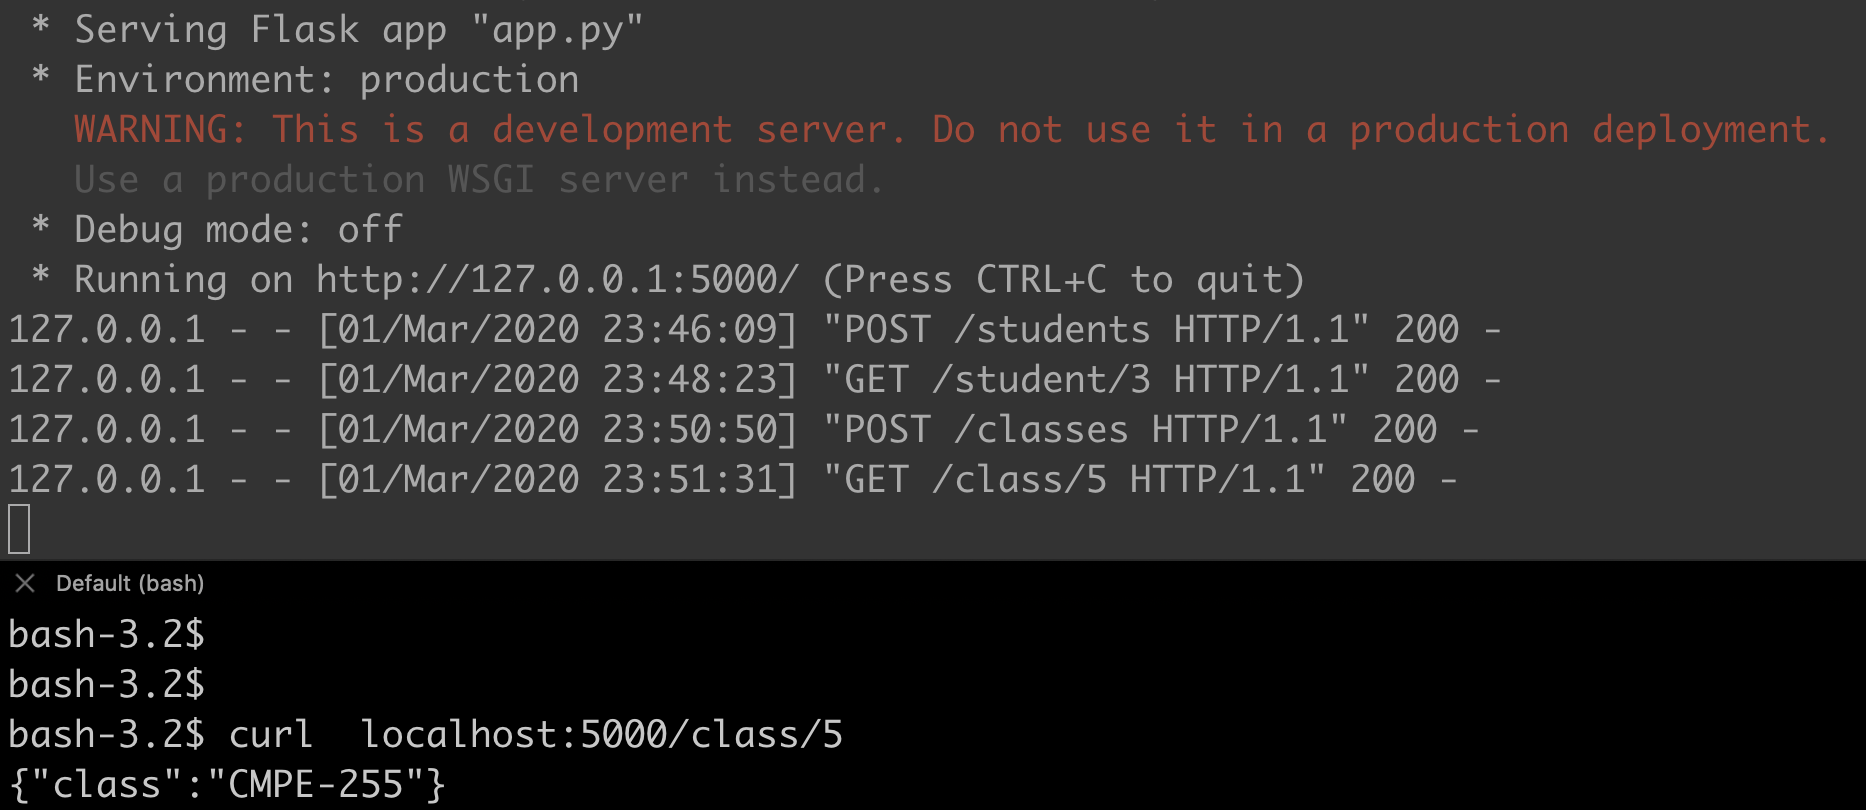 * Serving Flask app "app.py"
* Environment: production
WARNING: This is a development server. Do not use it in a production deployment.
Use a production WSGI server instead.
* Debug mode: off
* Running on http://127.0.0.1:5000/ (Press CTRL+C to quit)
127.0.0.1 - - [01/Mar/2020 23:46:09] "POST /students HTTP/1.1" 200 -
127.0.0.1 - - [01/Mar/2020 23:48:23] "GET /student/3 HTTP/1.1" 200 -
127.0.0.1 - - [01/Mar/2020 23:50:50] "POST /classes HTTP/1.1" 200 -
127.0.0.1 - - [01/Mar/2020 23:51:31] "GET /class/5 HTTP/1.1" 200 -
Default (bash)
bash-3.2$
bash-3.2$
bash-3.2$ curl  localhost:5000/class/5
{"class":"CMPE-255"}